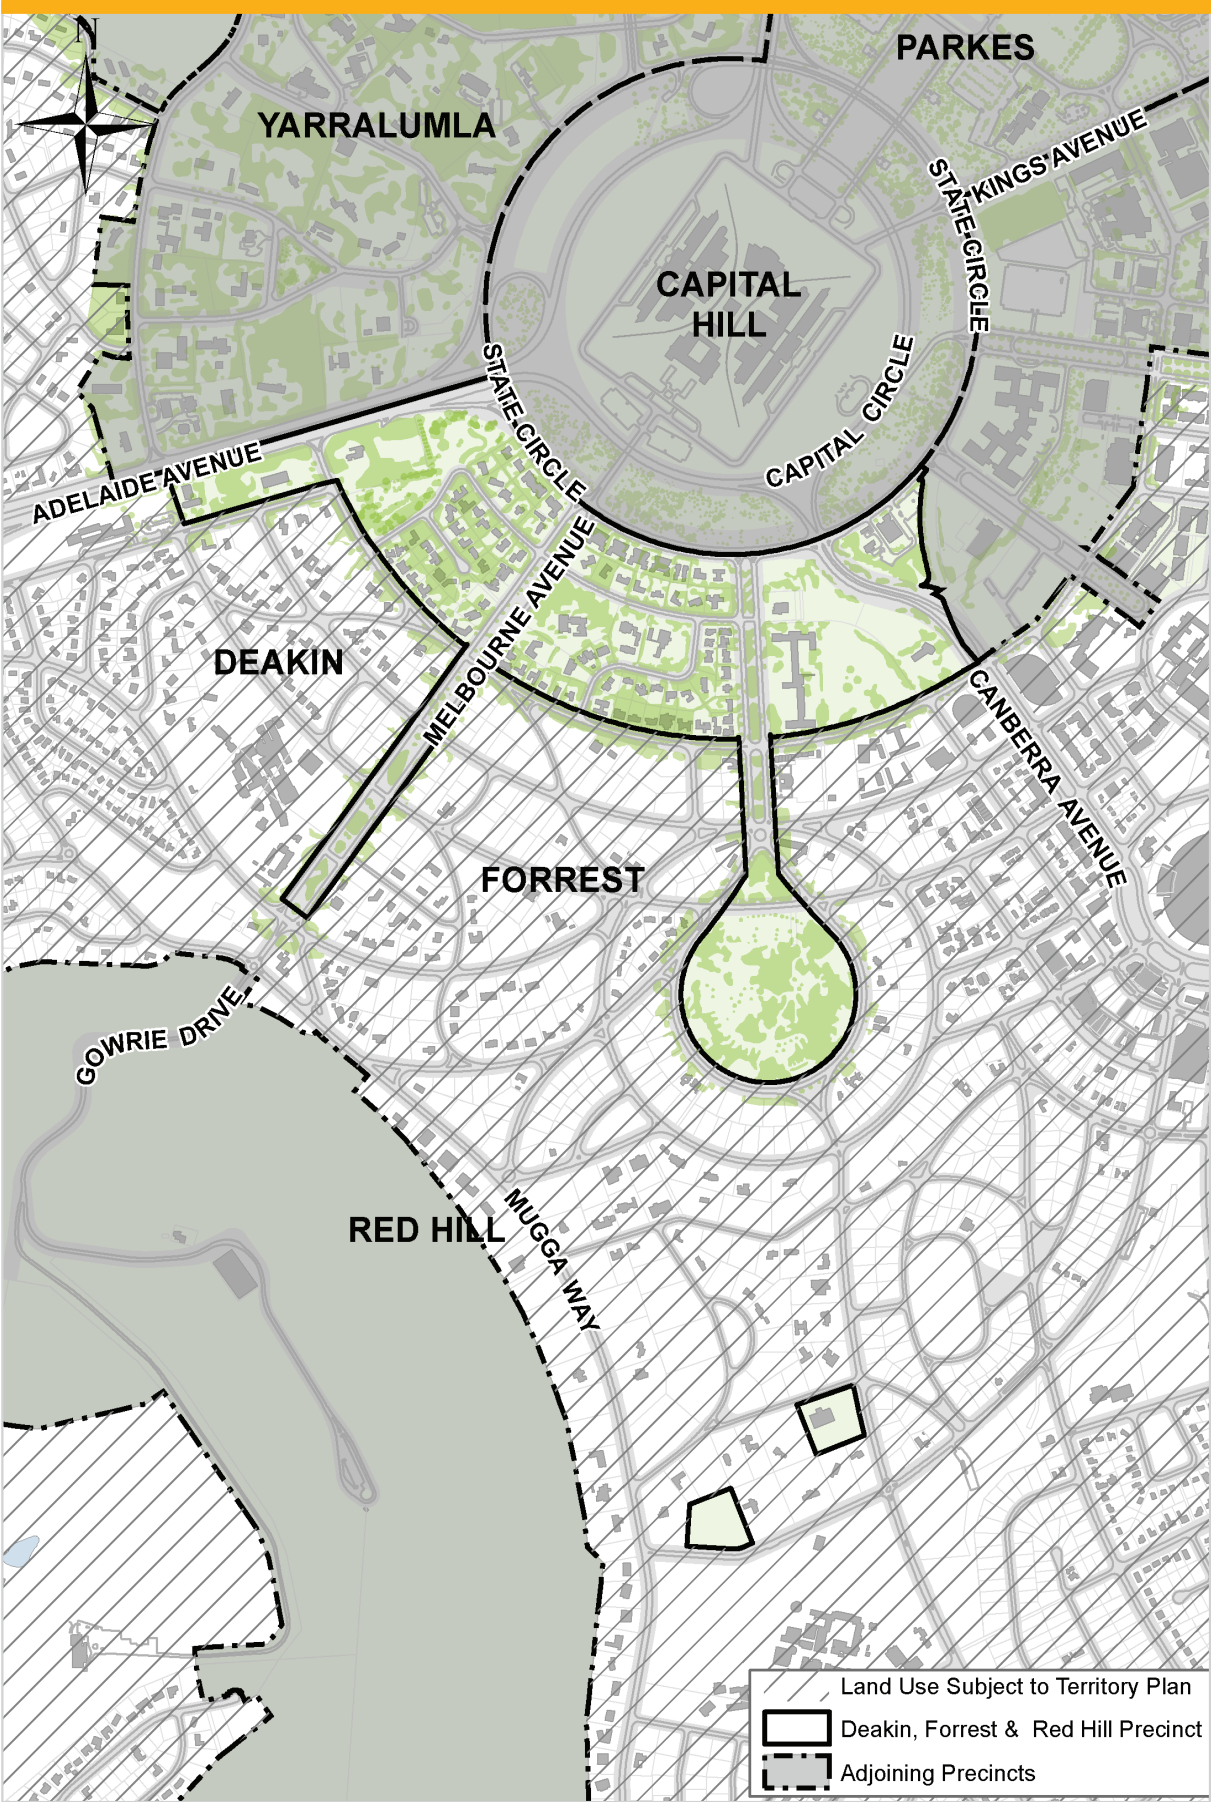 N
PARKES
YARRALUMLA
KINGS AVENUE
STATE CIRCLE
CAPITAL
HILL
STATE CIRCLE
CAPITAL CIRCLE
ADELAIDE AVENUE
MELBOURNE AVENUE
DEAKIN
CANBERRA AVENUE
FORREST
GOWRIE DRIVE
RED HILL
MUGGA WAY
Land Use Subject to Territory Plan
Deakin, Forrest & Red Hill Precinct
Adjoining Precincts